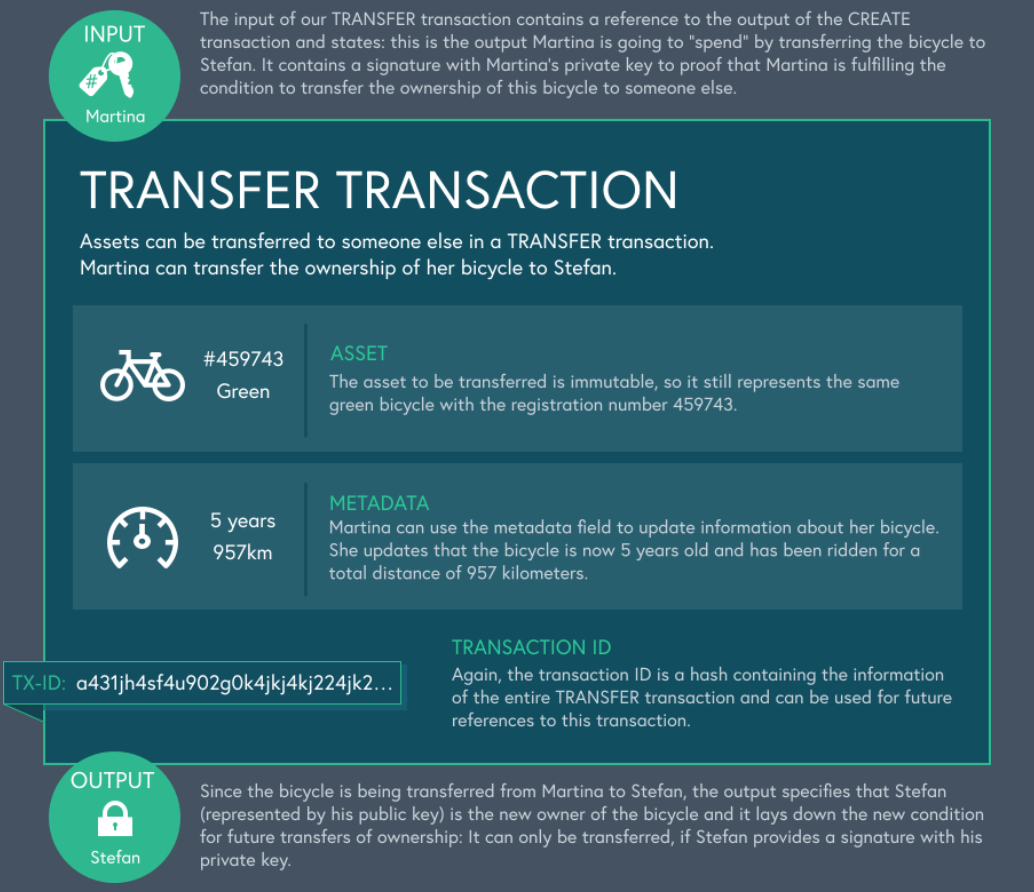 INPUT
#
Martina
The input of our TRANSFER transaction contains a reference to the output of the CREATE
transaction and states: this is the output Martina is going to "spend" by transferring the bicycle to
Stefan. It contains a signature with Martina's private key to proof that Martina is fulfilling the
condition to transfer the ownership of this bicycle to someone else.
TRANSFER TRANSACTION
Assets can be transferred to someone else in a TRANSFER transaction.
Martina can transfer the ownership of her bicycle to Stefan.
#459743
Green
ASSET
The asset to be transferred is immutable, so it still represents the same
green bicycle with the registration number 459743.
5 years
957km
METADATA
Martina can use the metadata field to update information about her bicycle.
She updates that the bicycle is now 5 years old and has been ridden for a
total distance of 957 kilometers.
TX-ID: a431jh4sf4u902g0k4jkj4kj224jk2...
TRANSACTION ID
Again, the transaction ID is a hash containing the information
of the entire TRANSFER transaction and can be used for future
references to this transaction.
OUTPUT
Stefan
Since the bicycle is being transferred from Martina to Stefan, the output specifies that Stefan
(represented by his public key) is the new owner of the bicycle and it lays down the new condition
for future transfers of ownership: It can only be transferred, if Stefan provides a signature with his
private key.